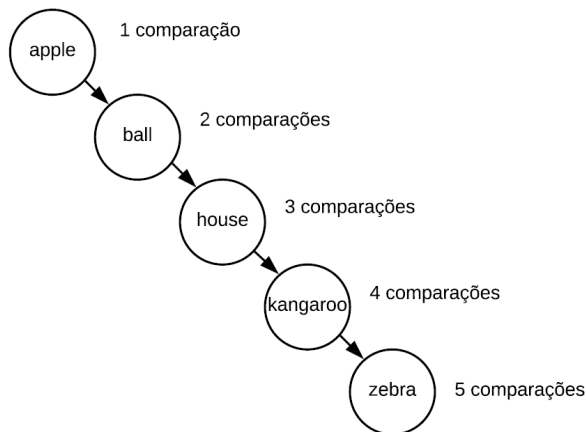 apple
1 comparação
ball
2 comparações
house
3 comparações
kangaroo
4 comparações
zebra
5 comparações